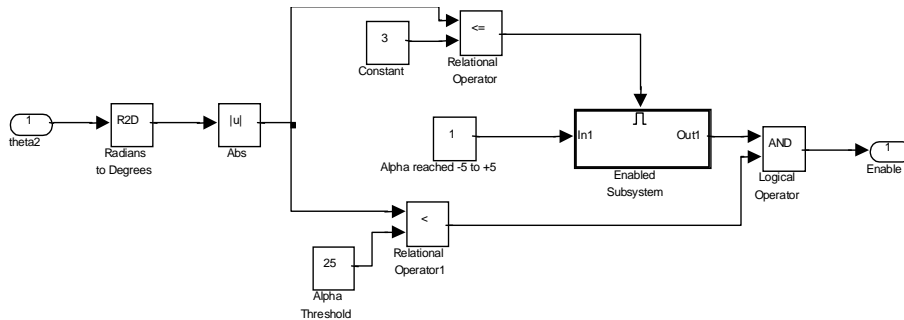 1
theta2
R2D
Radians
to Degrees
|u|
Abs
3
Constant
<=
Relational
Operator
1
Alpha reached -5 to +5
In1
Out1
Enabled
Subsystem
AND
Logical
Operator
1
Enable
<
Relational
Operator1
25
Alpha
Threshold